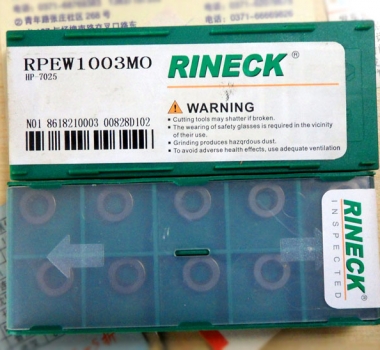 RPEW1003MO
HP-7025
RINECK®
WARNING
Cutting tools may shatter if broken.
The wearing of safety glasses is required in the vicinity
of their use.
Grinding produces hazqrdous dust.
To avoid adverse health effects, use adequate ventilation
NO1 8618210003 00828D102
RINECK®
INSPECTED